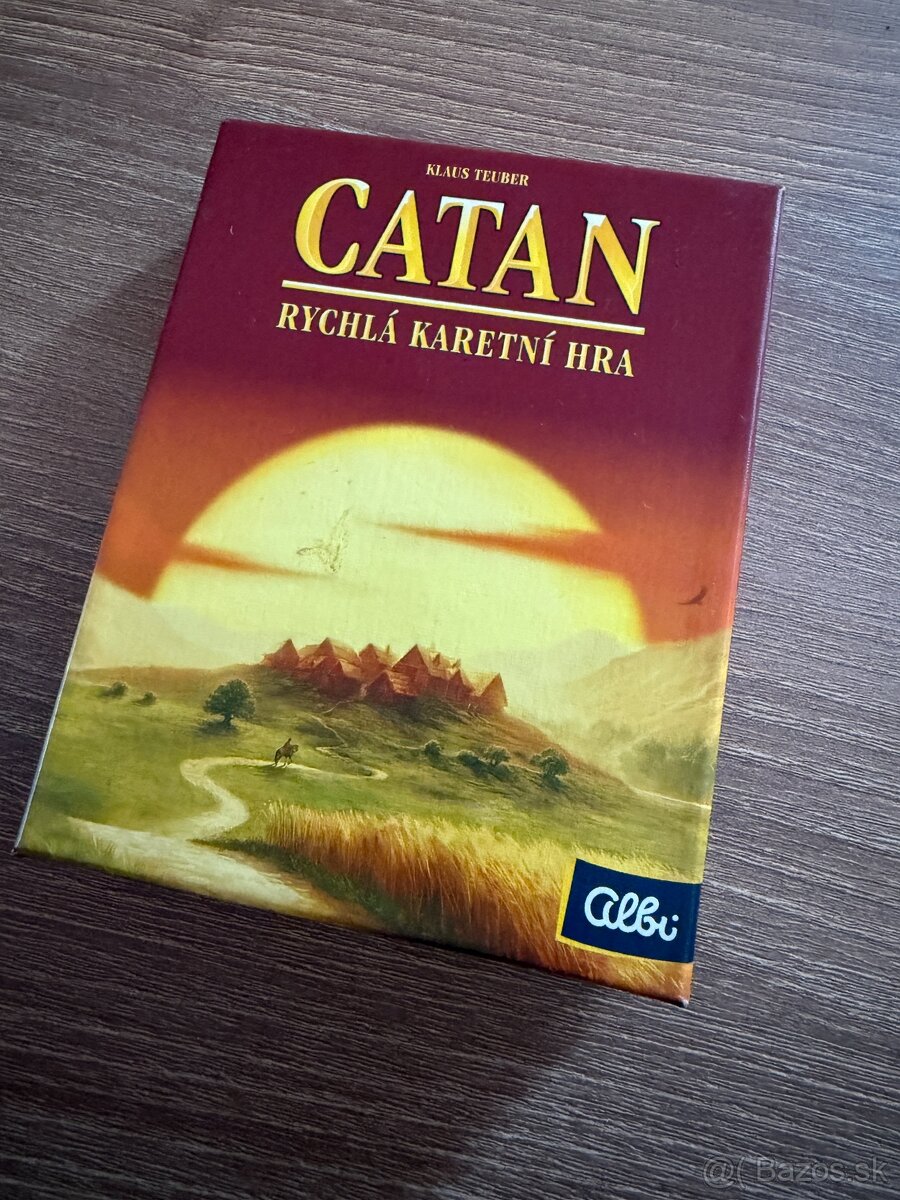 KLAUS TEUBER
CATAN
RYCHLÁ KARETNÍ HRA
Albi
@( Bazos.sk